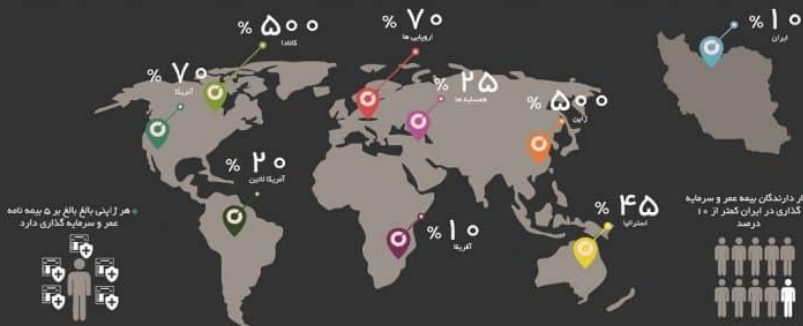 % ۵۰۰
کانادا
% ۷۰
اروپایی ها
% ۱۰
ایران
% ۷۰
آمریکا
% ۲۵
همسایه ها
% ۵۰۰
ژاپن
% ۲۰
آمریکا لاتین
% ۱۰
آفریقا
% ۴۵
استرالیا
هر ژاپنی بالغ بالغ بر ۵ بیمه نامه
عمر و سرمایه گذاری دارد
ار دارندگان بیمه عمر و سرمایه
گذاری در ایران کمتر از ۱۰
درصد